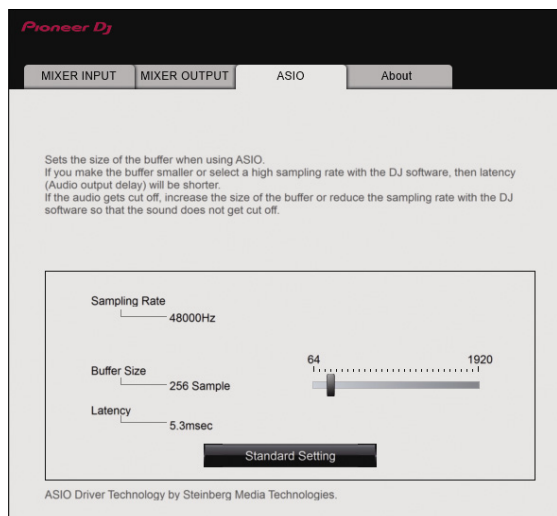 Pioneer Dj
MIXER INPUT
MIXER OUTPUT
ASIO
About
Sets the size of the buffer when using ASIO.
If you make the buffer smaller or select a high sampling rate with the DJ software, then latency
(Audio output delay) will be shorter.
If the audio gets cut off, increase the size of the buffer or reduce the sampling rate with the DJ
software so that the sound does not get cut off.
Sampling Rate
48000Hz
64
1920
Buffer Size
256 Sample
Latency
5.3msec
Standard Setting
ASIO Driver Technology by Steinberg Media Technologies.